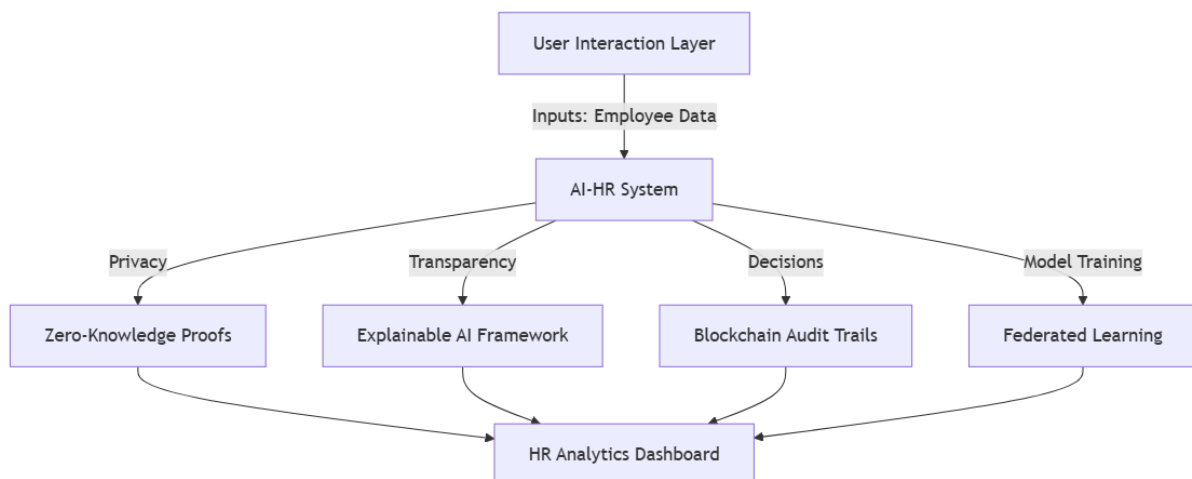 User Interaction Layer
Inputs: Employee Data
AI-HR System
Privacy
Transparency
Decisions
Model Training
Zero-Knowledge Proofs
Explainable AI Framework
Blockchain Audit Trails
Federated Learning
HR Analytics Dashboard